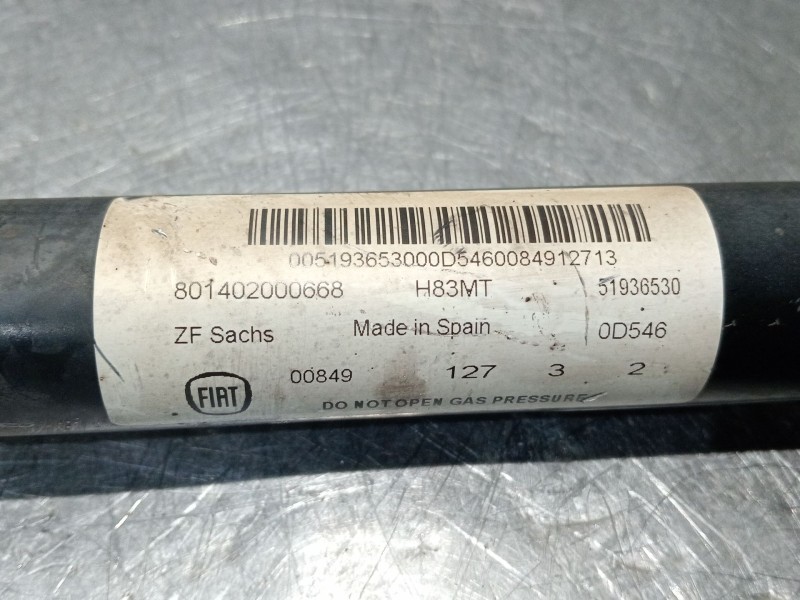 005193653000D5460084912713
801402000668 H83MT 51936530
ZF Sachs Made in Spain 0D546
FIAT 00849 127 3 2
DO NOT OPEN GAS PRESSURE